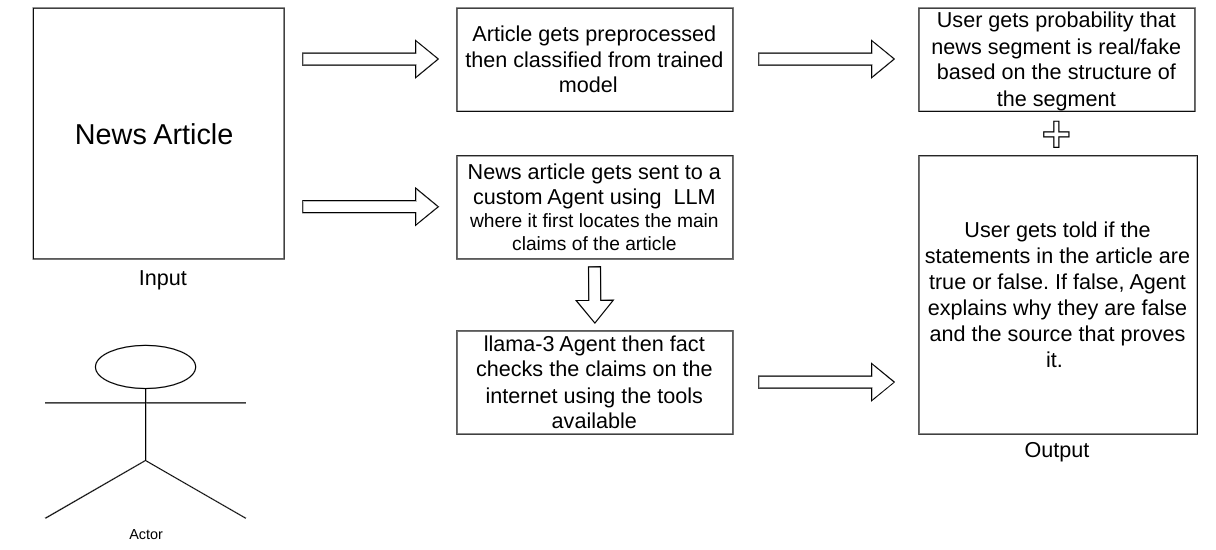 News Article
Input
Actor
Article gets preprocessed
then classified from trained
model
News article gets sent to a
custom Agent using  LLM
where it first locates the main
claims of the article
llama-3 Agent then fact
checks the claims on the
internet using the tools
available
User gets probability that
news segment is real/fake
based on the structure of
the segment
User gets told if the
statements in the article are
true or false. If false, Agent
explains why they are false
and the source that proves
it.
Output